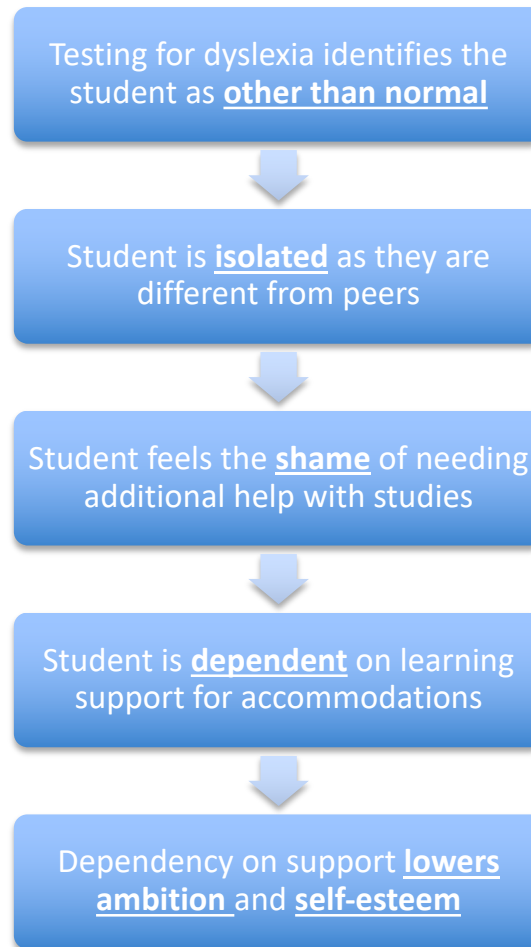 Testing for dyslexia identifies the
student as other than normal
Student is isolated as they are
different from peers
Student feels the shame of needing
additional help with studies
Student is dependent on learning
support for accommodations
Dependency on support lowers
ambition and self-esteem